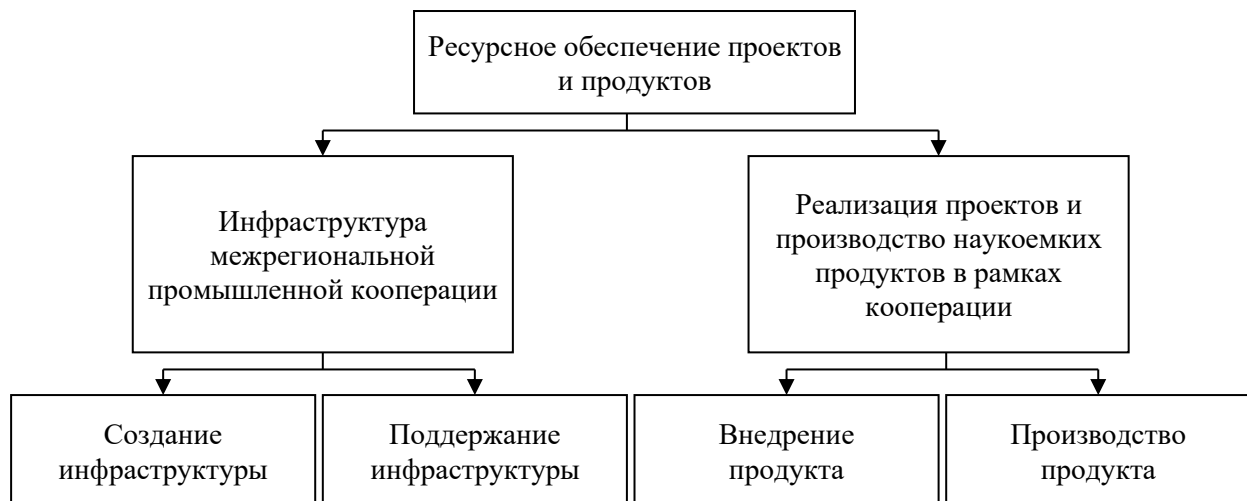 Ресурсное обеспечение проектов
и продуктов
Инфраструктура
межрегиональной
промышленной кооперации
Реализация проектов и
производство наукоемких
продуктов в рамках
кооперации
Создание
инфраструктуры
Поддержание
инфраструктуры
Внедрение
продукта
Производство
продукта